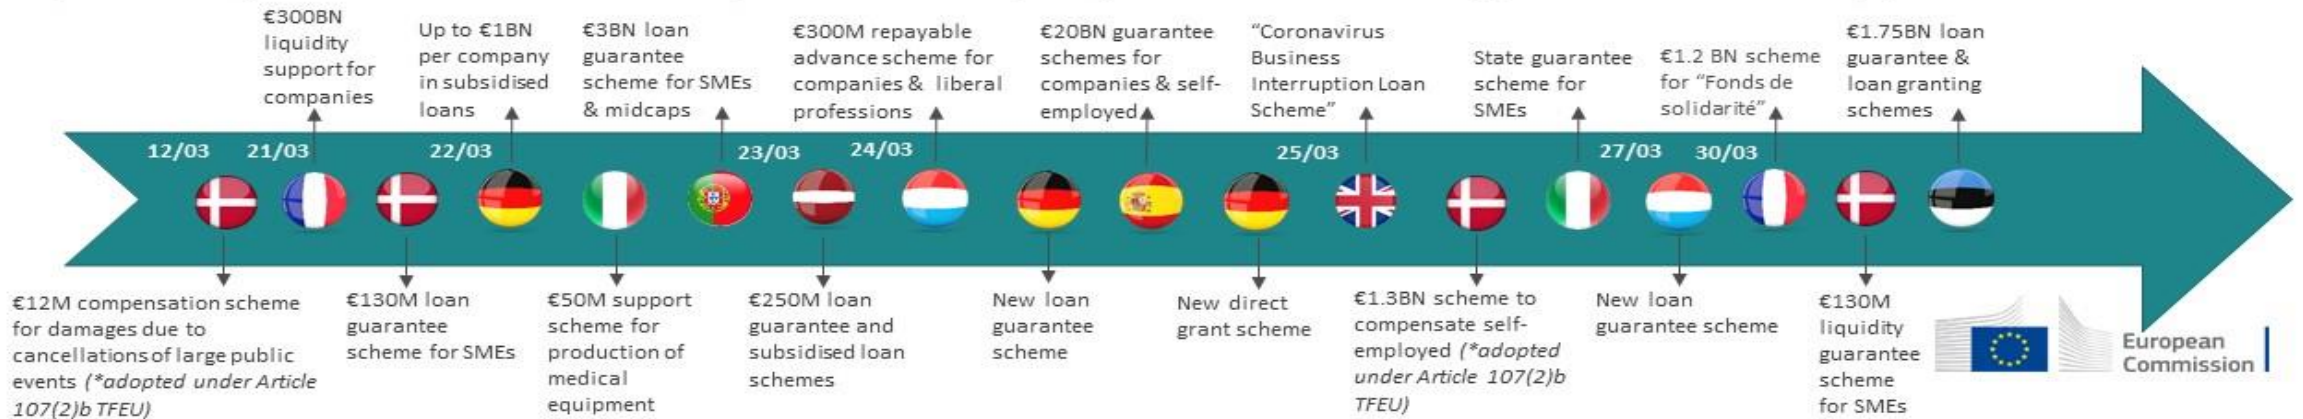 €300BN
liquidity
support for
companies
Up to €1BN
per company
in subsidised
loans
€3BN loan
guarantee
scheme for SMEs
& midcaps
€300M repayable
advance scheme for
companies & liberal
professions
€20BN guarantee
schemes for
companies & self-
employed
“Coronavirus
Business
Interruption Loan
Scheme”
State guarantee
scheme for
SMEs
€1.2 BN scheme
for “Fonds de
solidarité”
€1.75BN loan
guarantee &
loan granting
schemes
12/03
21/03
22/03
23/03
24/03
25/03
27/03
30/03
€12M compensation scheme
for damages due to
cancellations of large public
events (*adopted under Article
107(2)b TFEU)
€130M loan
guarantee
scheme for SMEs
€50M support
scheme for
production of
medical
equipment
€250M loan
guarantee and
subsidised loan
schemes
New loan
guarantee
scheme
New direct
grant scheme
€1.3BN scheme to
compensate self-
employed (*adopted
under Article 107(2)b
TFEU)
New loan
guarantee scheme
€130M
liquidity
guarantee
scheme
for SMEs
European
Commission